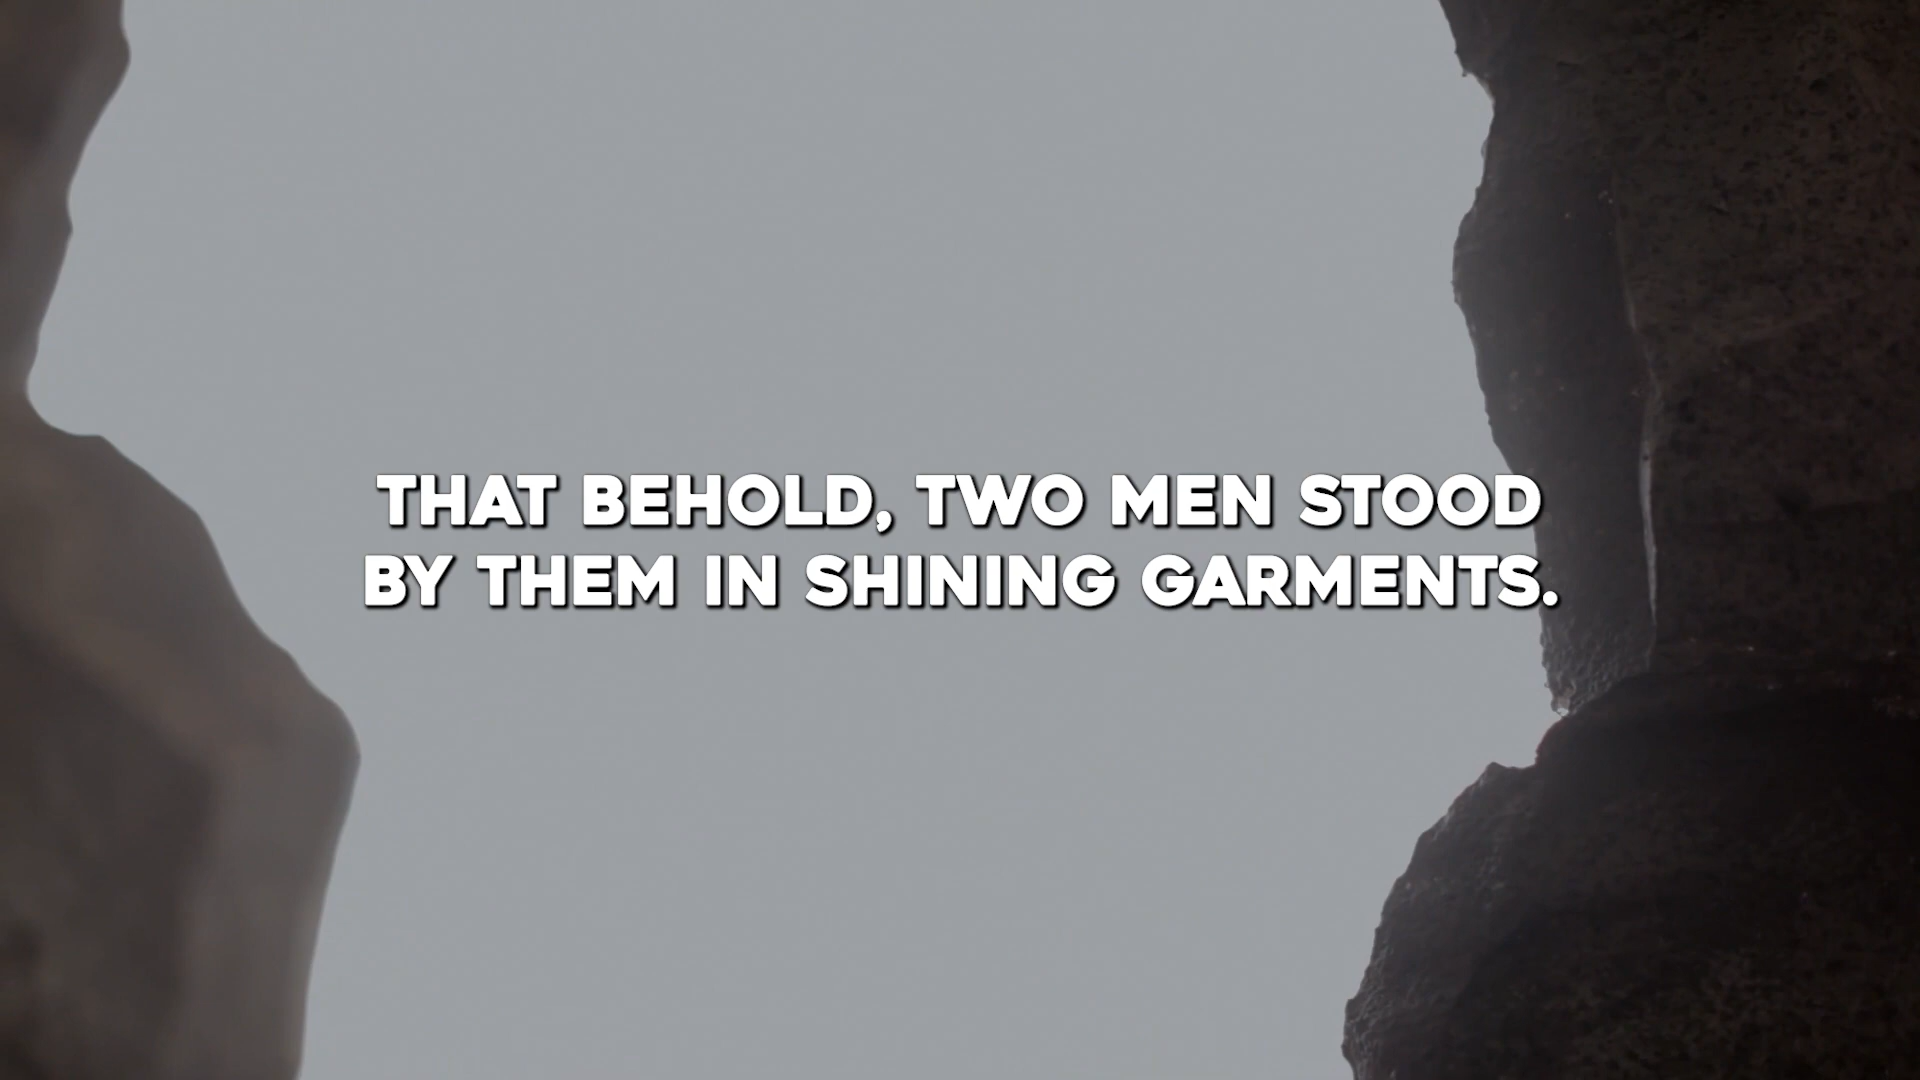 THAT BEHOLD, TWO MEN STOOD
BY THEM IN SHINING GARMENTS.